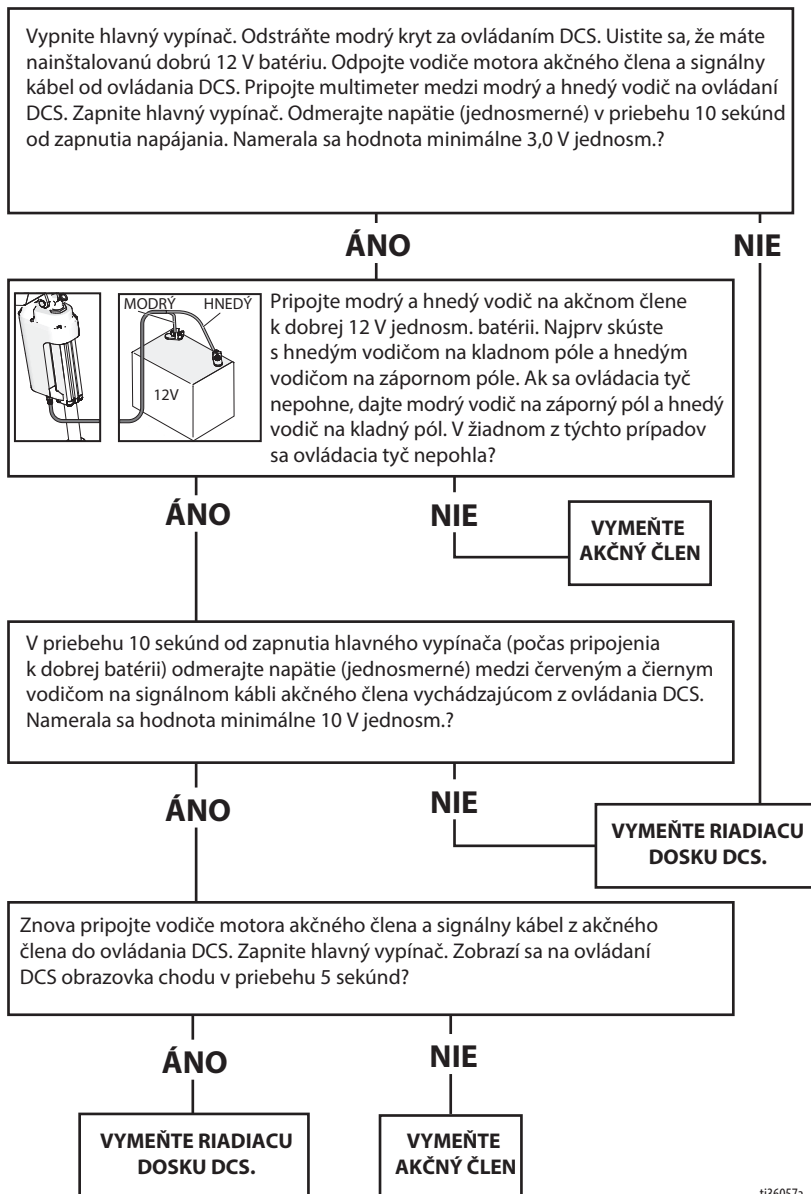 Vypnite hlavný vypínač. Odstráňte modrý kryt za ovládaním DCS. Uistite sa, že máte
nainštalovanú dobrú 12 V batériu. Odpojte vodiče motora akčného člena a signálny
kábel od ovládania DCS. Pripojte multimeter medzi modrý a hnedý vodič na ovládaní
DCS. Zapnite hlavný vypínač. Odmerajte napätie (jednosmerné) v priebehu 10 sekúnd
od zapnutia napájania. Namerala sa hodnota minimálne 3,0 V jednosm.?
ÁNO
NIE
MODRÝ
HNEDÝ
12V
Pripojte modrý a hnedý vodič na akčnom člene
k dobrej 12 V jednosm. batérii. Najprv skúste
s hnedým vodičom na kladnom póle a hnedým
vodičom na zápornom póle. Ak sa ovládacia tyč
nepohne, dajte modrý vodič na záporný pól a hnedý
vodič na kladný pól. V žiadnom z týchto prípadov
sa ovládacia tyč nepohla?
ÁNO
NIE
VYMEŇTE
AKČNÝ ČLEN
V priebehu 10 sekúnd od zapnutia hlavného vypínača (počas pripojenia
k dobrej batérii) odmerajte napätie (jednosmerné) medzi červeným a čiernym
vodičom na signálnom kábli akčného člena vychádzajúcom z ovládania DCS.
Namerala sa hodnota minimálne 10 V jednosm.?
ÁNO
NIE
VYMEŇTE RIADIACU
DOSKU DCS.
Znova pripojte vodiče motora akčného člena a signálny kábel z akčného
člena do ovládania DCS. Zapnite hlavný vypínač. Zobrazí sa na ovládaní
DCS obrazovka chodu v priebehu 5 sekúnd?
ÁNO
NIE
VYMEŇTE RIADIACU
DOSKU DCS.
VYMEŇTE
AKČNÝ ČLEN
ti36057a